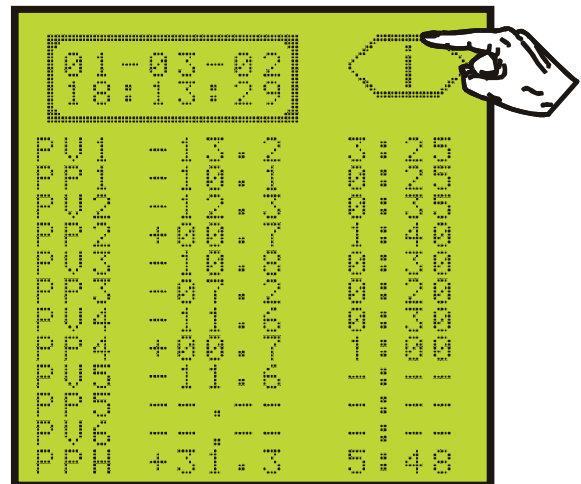 01-03-02
18:13:29
i
PV1 -13.2 3:25
PP1 -10.1 0:25
PV2 -12.3 0:35
PP2 +00.7 1:40
PV3 -10.8 0:30
PP3 -07.2 0:20
PV4 -11.6 0:30
PP4 +00.7 1:00
PV5 -11.6 -:--
PP5 --.-- -:--
PV6 --.-- -:--
PPH +31.3 5:48